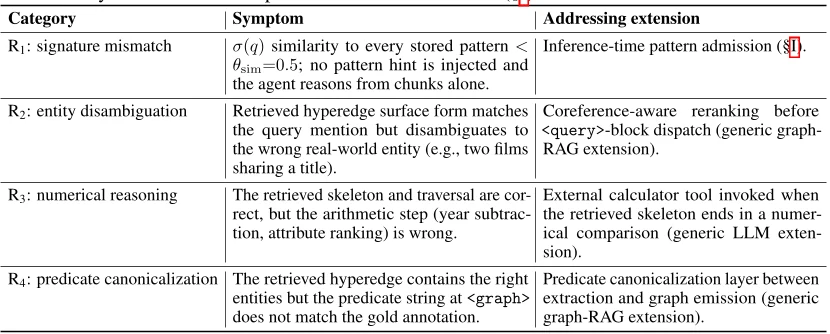 Category Symptom Addressing extension
R₁: signature mismatch
σ(q) similarity to every stored pattern <
θsim=0.5; no pattern hint is injected and
the agent reasons from chunks alone.
Inference-time pattern admission (§I).
R₂: entity disambiguation
Retrieved hyperedge surface form matches
the query mention but disambiguates to
the wrong real-world entity (e.g., two films
sharing a title).
Coreference-aware reranking before
<query>-block dispatch (generic graph-
RAG extension).
R₃: numerical reasoning
The retrieved skeleton and traversal are cor-
rect, but the arithmetic step (year subtrac-
tion, attribute ranking) is wrong.
External calculator tool invoked when
the retrieved skeleton ends in a numer-
ical comparison (generic LLM exten-
sion).
R₄: predicate canonicalization
The retrieved hyperedge contains the right
entities but the predicate string at <graph>
does not match the gold annotation.
Predicate canonicalization layer between
extraction and graph emission (generic
graph-RAG extension).